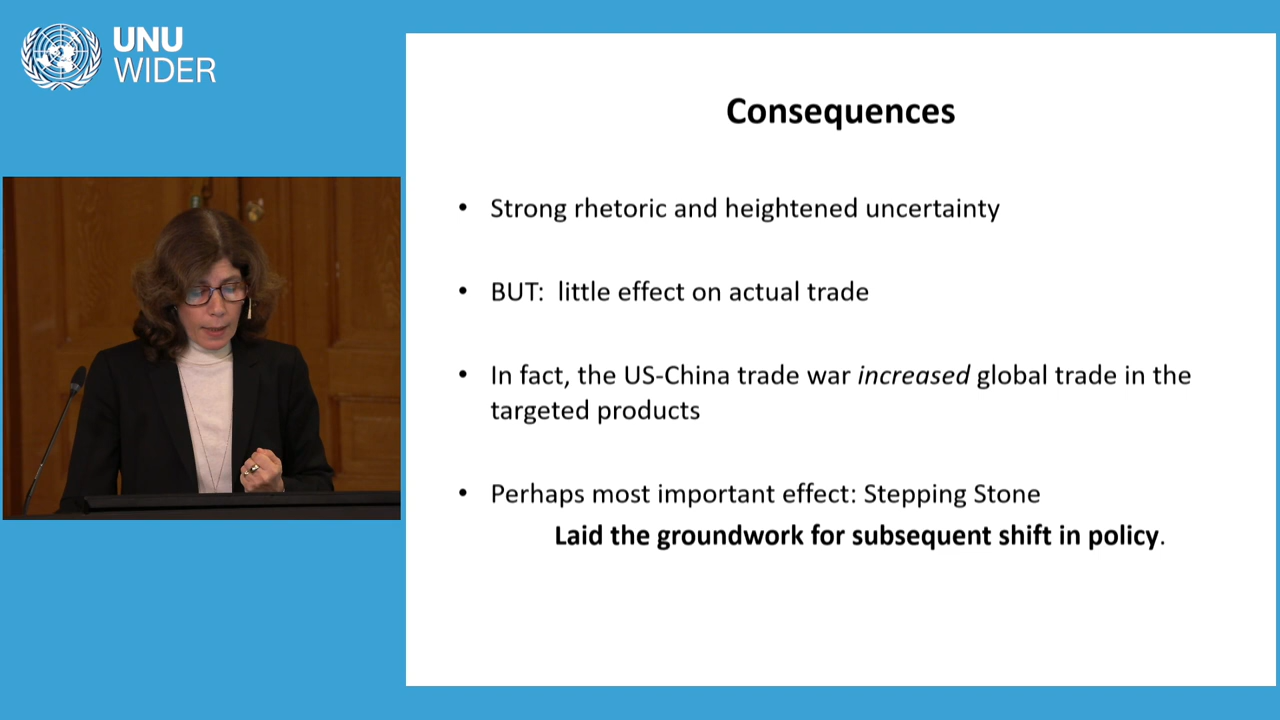 UNU
WIDER
Consequences
• Strong rhetoric and heightened uncertainty
• BUT:  little effect on actual trade
• In fact, the US-China trade war increased global trade in the
targeted products
• Perhaps most important effect: Stepping Stone
Laid the groundwork for subsequent shift in policy.